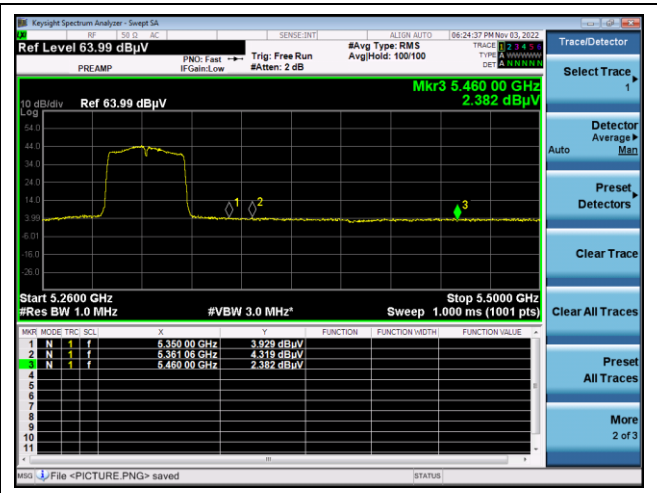 Keysight Spectrum Analyzer - Swept SA
RF 50 Ω AC SENSE:INT ALIGN AUTO 06:24:37 PM Nov 03, 2022
Ref Level 63.99 dBµV
PREAMP
PNO: Fast
IFGain:Low
Trig: Free Run
#Atten: 2 dB
#Avg Type: RMS
Avg|Hold: 100/100
TRACE 1 2 3 4 5 6
TYPE A WWWWW
DET A N N N N N
Mkr3 5.460 00 GHz
2.382 dBµV
10 dB/div Ref 63.99 dBµV
Log
54.0
44.0
34.0
24.0
14.0
3.99
-6.01
-16.0
-26.0
1
2
3
Start 5.2600 GHz Stop 5.5000 GHz
#Res BW 1.0 MHz #VBW 3.0 MHz* Sweep 1.000 ms (1001 pts)
MKR MODE TRC SCL X Y FUNCTION FUNCTION WIDTH FUNCTION VALUE
1 N 1 f 5.350 00 GHz 3.929 dBµV
2 N 1 f 5.361 06 GHz 4.319 dBµV
3 N 1 f 5.460 00 GHz 2.382 dBµV
4
5
6
7
8
9
10
11
MSG File <PICTURE.PNG> saved STATUS
Trace/Detector
Select Trace
1
Detector
Average
Auto Man
Preset
Detectors
Clear Trace
Clear All Traces
Preset
All Traces
More
2 of 3